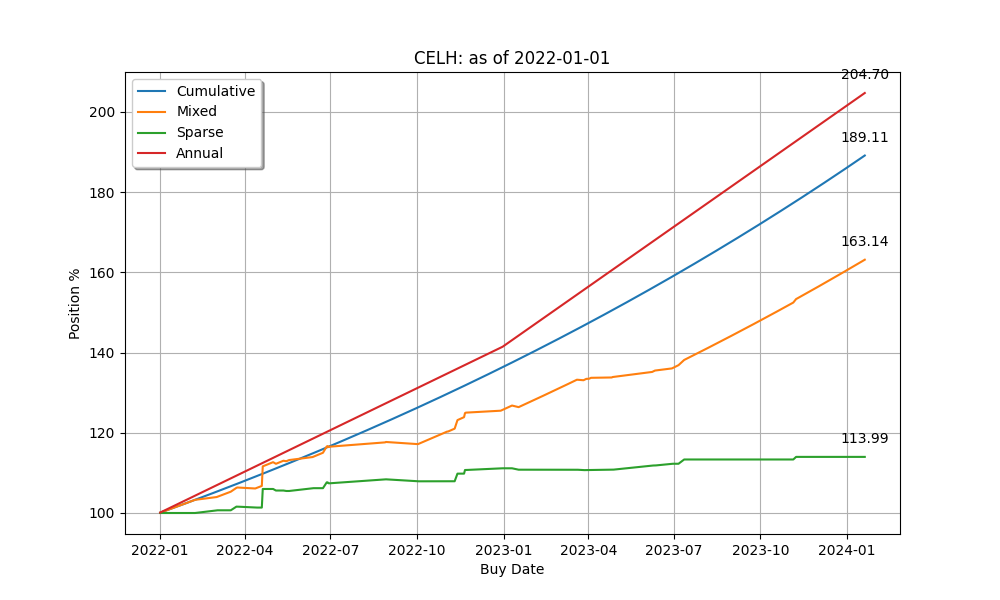 CELH: as of 2022-01-01
204.70
Cumulative
Mixed
Sparse
Annual
189.11
163.14
113.99
200
180
160
140
120
100
Position %
2022-01 2022-04 2022-07 2022-10 2023-01 2023-04 2023-07 2023-10 2024-01
Buy Date